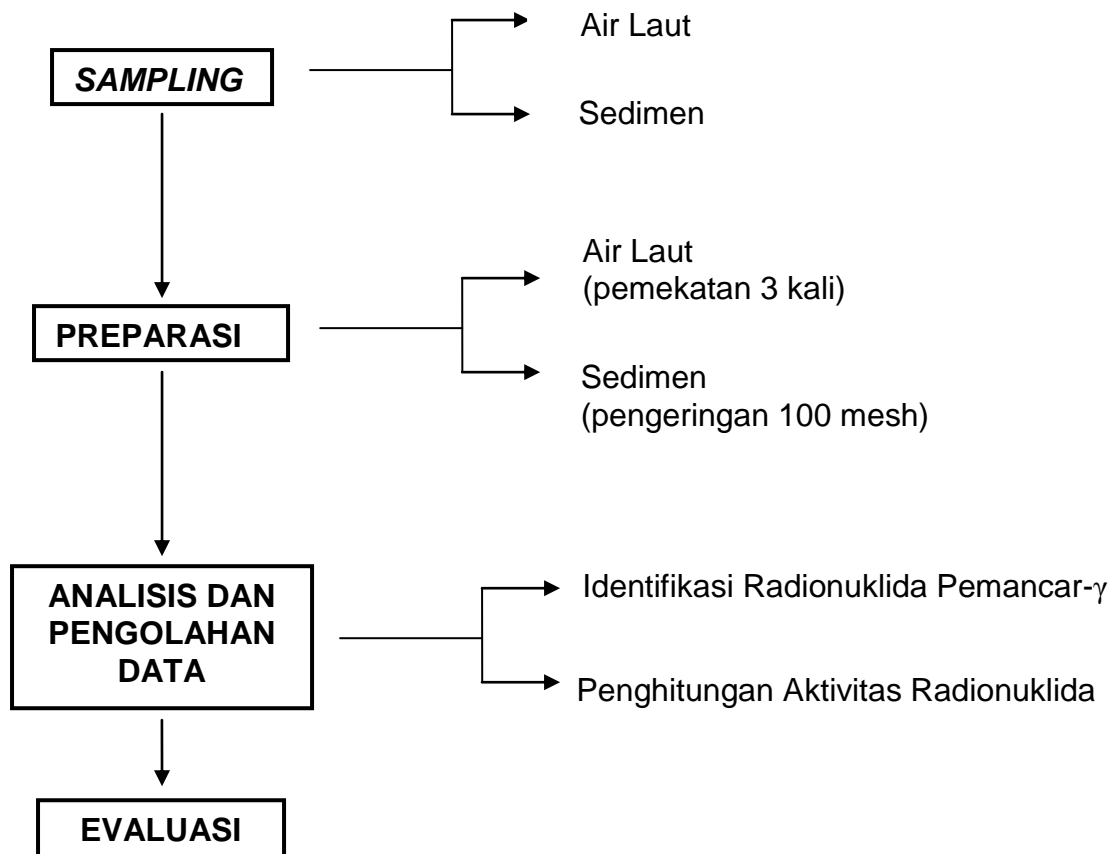 Air Laut
SAMPLING
Sedimen
Air Laut
(pemekatan 3 kali)
PREPARASI
Sedimen
(pengeringan 100 mesh)
ANALISIS DAN
PENGOLAHAN
DATA
Identifikasi Radionuklida Pemancar-γ
Penghitungan Aktivitas Radionuklida
EVALUASI